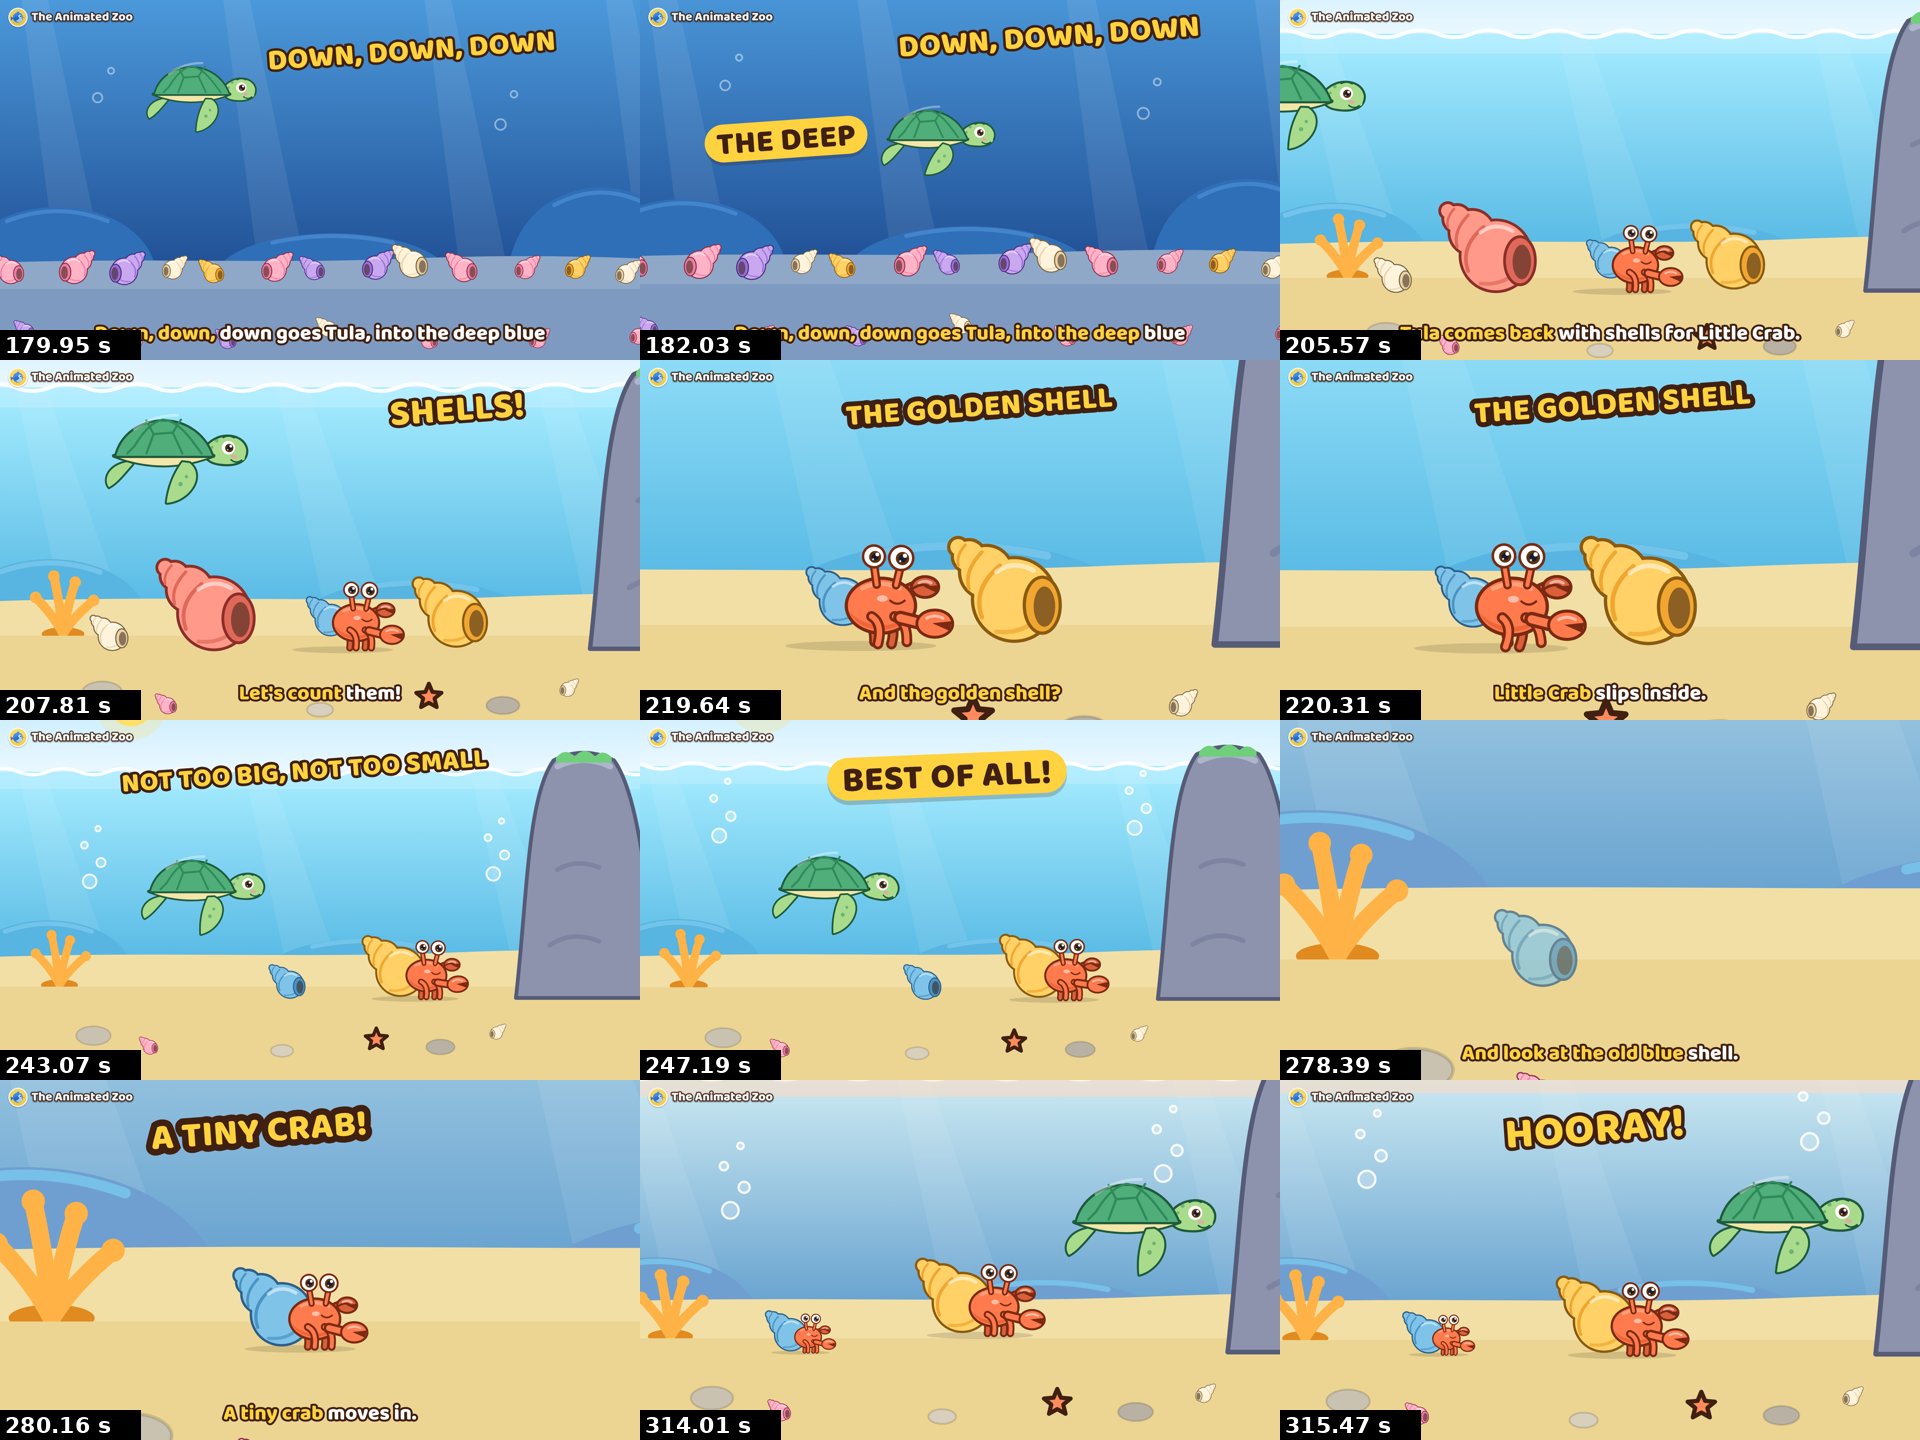 The Animated Zoo
DOWN, DOWN, DOWN
down, down goes Tula, into the deep blue
179.95 s
The Animated Zoo
DOWN, DOWN, DOWN
THE DEEP
down, down goes Tula, into the deep blue
182.03 s
The Animated Zoo
comes back with shells for Little Crab.
205.57 s
The Animated Zoo
SHELLS!
Let's count them!
207.81 s
The Animated Zoo
THE GOLDEN SHELL
And the golden shell?
219.64 s
The Animated Zoo
THE GOLDEN SHELL
Little Crab slips inside.
220.31 s
The Animated Zoo
NOT TOO BIG, NOT TOO SMALL
243.07 s
The Animated Zoo
BEST OF ALL!
247.19 s
The Animated Zoo
And look at the old blue shell.
278.39 s
The Animated Zoo
A TINY CRAB!
A tiny crab moves in.
280.16 s
The Animated Zoo
314.01 s
The Animated Zoo
HOORAY!
315.47 s